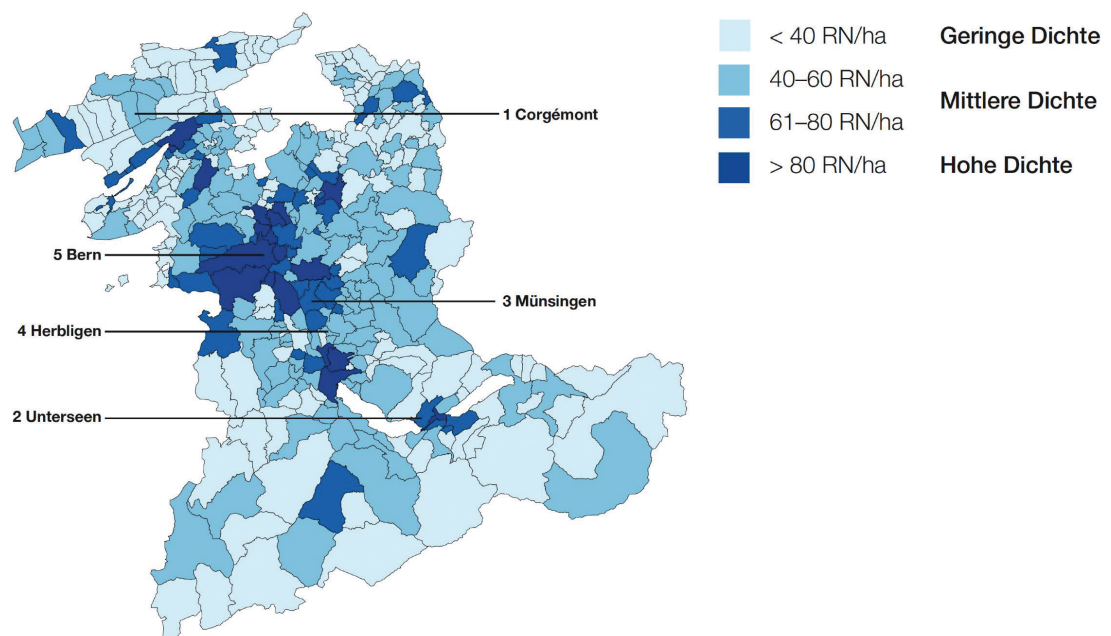 < 40 RN/ha Geringe Dichte
40–60 RN/ha
Mittlere Dichte
61–80 RN/ha
> 80 RN/ha Hohe Dichte
1 Corgémont
5 Bern
3 Münsingen
4 Herbligen
2 Unterseen